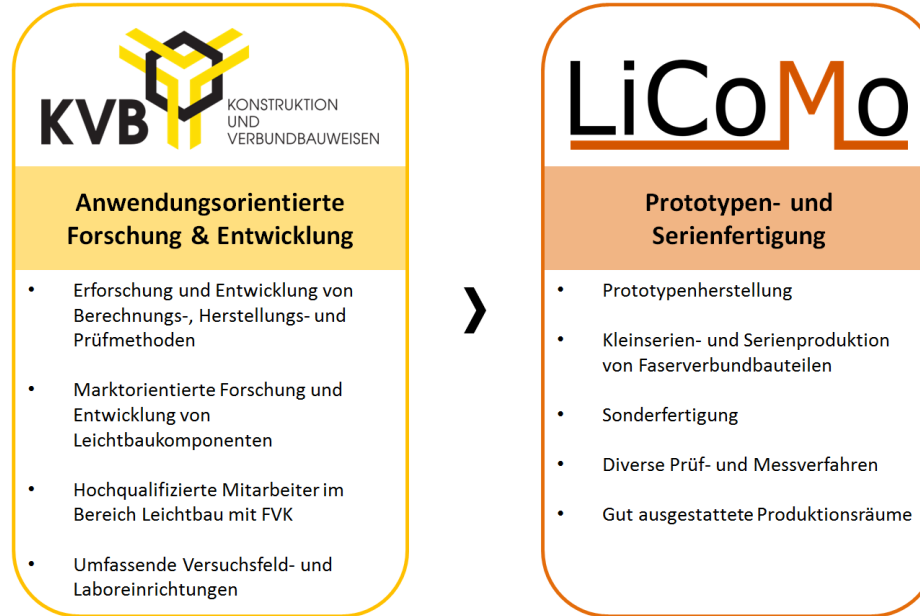 KVB
KONSTRUKTION
UND
VERBUNDBAUWEISEN
Anwendungsorientierte
Forschung & Entwicklung
• Erforschung und Entwicklung von
Berechnungs-, Herstellungs- und
Prüfmethoden
• Marktorientierte Forschung und
Entwicklung von
Leichtbaukomponenten
• Hochqualifizierte Mitarbeiter im
Bereich Leichtbau mit FVK
• Umfassende Versuchsfeld- und
Laboreinrichtungen
❯
LiCoMo
Prototypen- und
Serienfertigung
• Prototypenherstellung
• Kleinserien- und Serienproduktion
von Faserverbundbauteilen
• Sonderfertigung
• Diverse Prüf- und Messverfahren
• Gut ausgestattete Produktionsräume